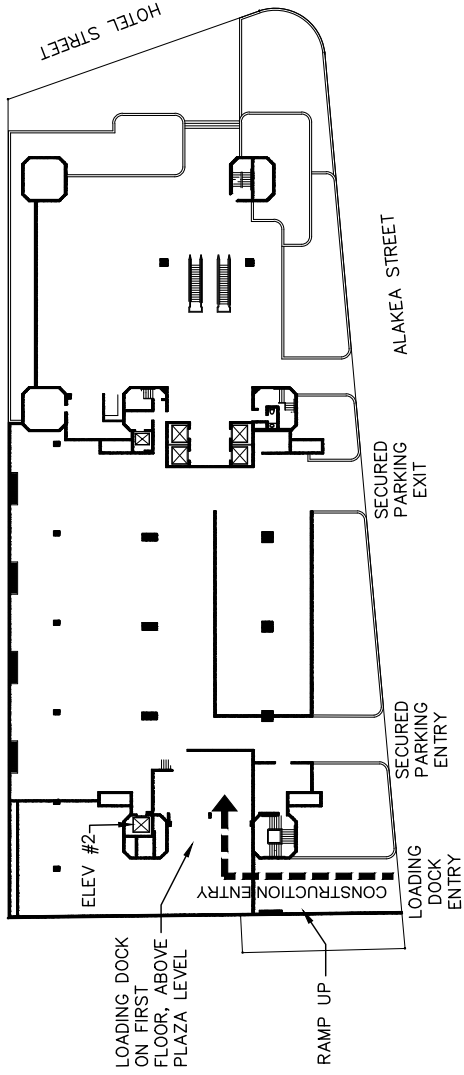 HOTEL STREET
ALAKEA STREET
SECURED
PARKING
EXIT
SECURED
PARKING
ENTRY
ELEV #2
CONSTRUCTION ENTRY
LOADING
DOCK
ENTRY
LOADING DOCK
ON FIRST
FLOOR, ABOVE
PLAZA LEVEL
RAMP UP